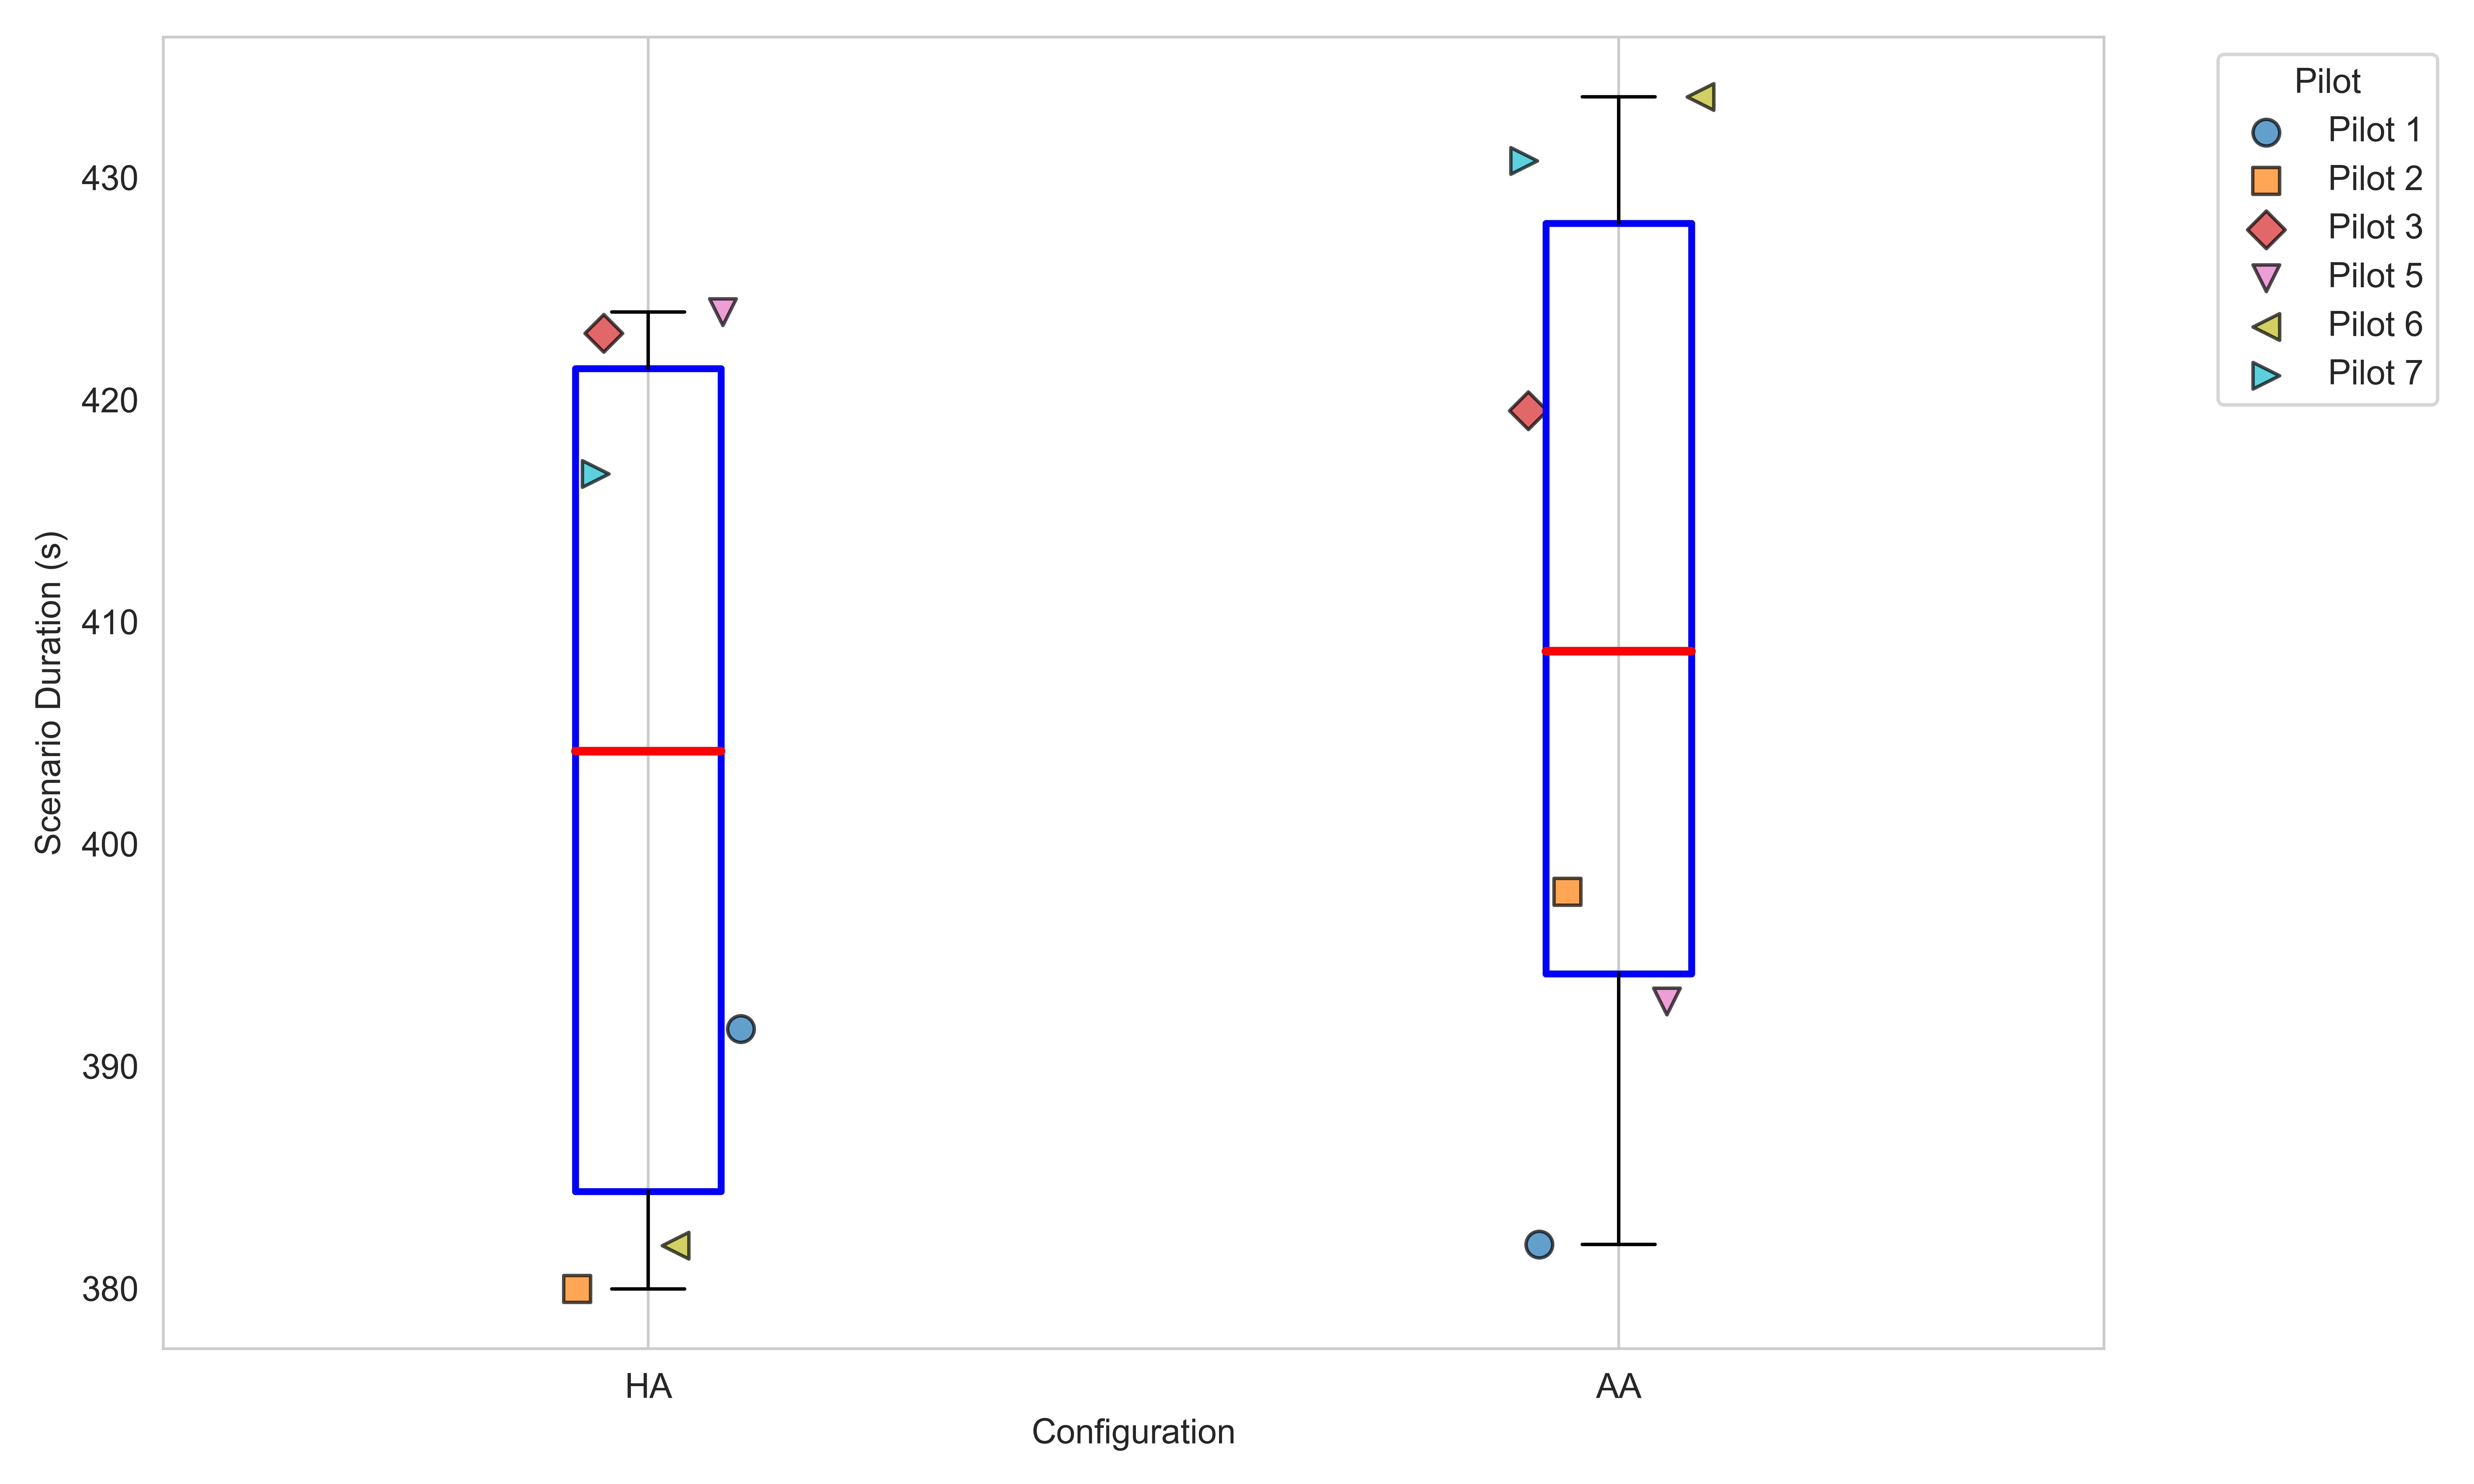 Pilot
Pilot 1
Pilot 2
Pilot 3
Pilot 5
Pilot 6
Pilot 7
Scenario Duration (s)
430
420
410
400
390
380
HA
AA
Configuration